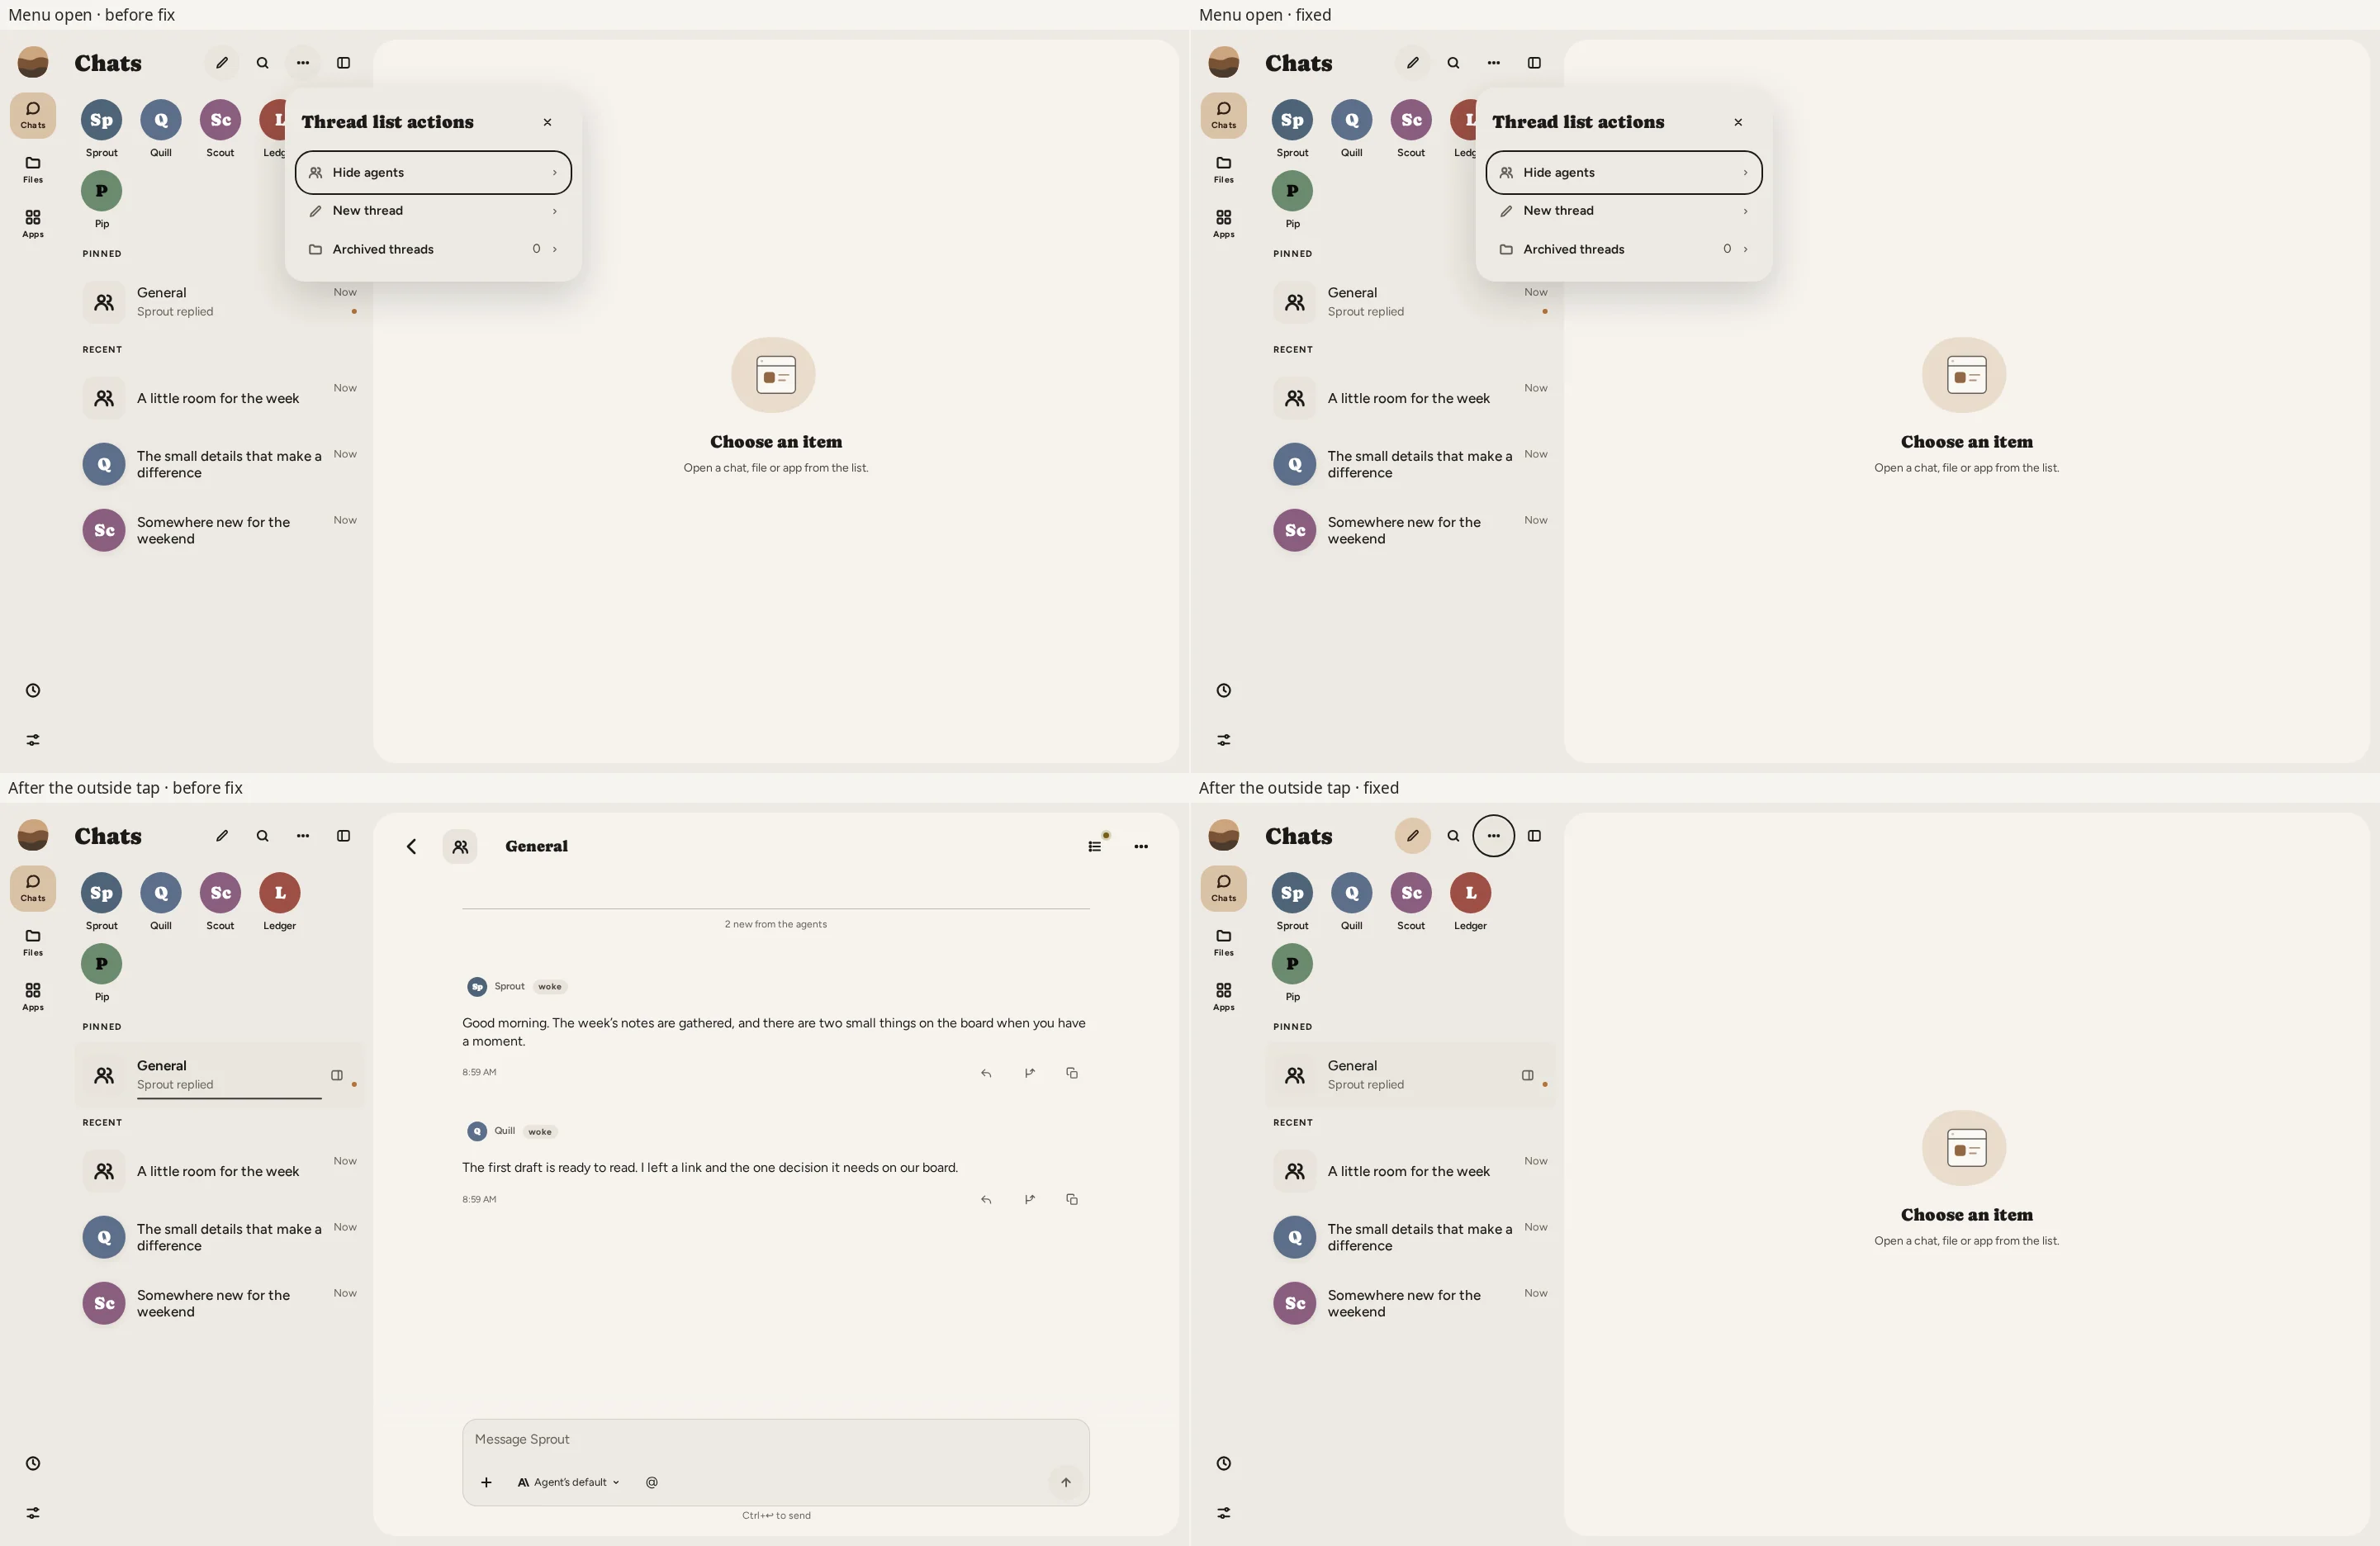 Menu open · before fix
Chats
Chats
Files
Apps
Sp
Q
Sc
L
Sprout
Quill
Scout
Ledg
P
Pip
Thread list actions
Hide agents
New thread
Archived threads 0
PINNED
General
Now
Sprout replied
RECENT
A little room for the week
Now
Q
The small details that make a
difference
Now
Sc
Somewhere new for the
weekend
Now
Choose an item
Open a chat, file or app from the list.
Menu open · fixed
Chats
Chats
Files
Apps
Sp
Q
Sc
L
Sprout
Quill
Scout
Ledg
P
Pip
Thread list actions
Hide agents
New thread
Archived threads 0
PINNED
General
Now
Sprout replied
RECENT
A little room for the week
Now
Q
The small details that make a
difference
Now
Sc
Somewhere new for the
weekend
Now
Choose an item
Open a chat, file or app from the list.
After the outside tap · before fix
Chats
Chats
Files
Apps
Sp
Q
Sc
L
Sprout
Quill
Scout
Ledger
P
Pip
PINNED
General
Sprout replied
RECENT
A little room for the week
Now
Q
The small details that make a
difference
Now
Sc
Somewhere new for the
weekend
Now
General
2 new from the agents
Sp Sprout woke
Good morning. The week's notes are gathered, and there are two small things on the board when you have
a moment.
8:59 AM
Q Quill woke
The first draft is ready to read. I left a link and the one decision it needs on our board.
8:59 AM
Message Sprout
+ A\ Agent's default @
Ctrl+↵ to send
After the outside tap · fixed
Chats
Chats
Files
Apps
Sp
Q
Sc
L
Sprout
Quill
Scout
Ledger
P
Pip
PINNED
General
Sprout replied
RECENT
A little room for the week
Now
Q
The small details that make a
difference
Now
Sc
Somewhere new for the
weekend
Now
Choose an item
Open a chat, file or app from the list.